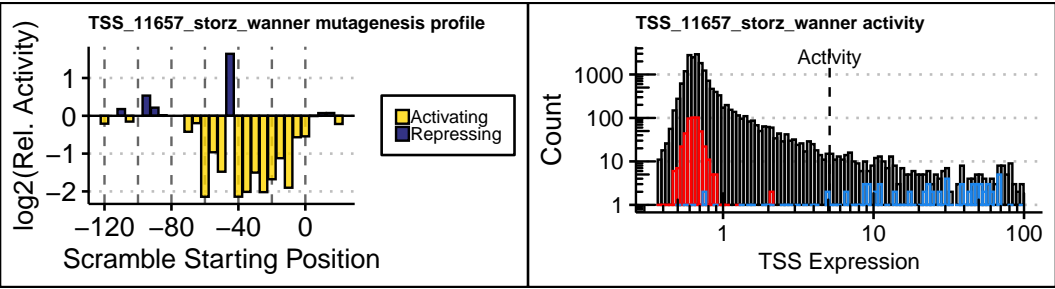 TSS_11657_storz_wanner mutagenesis profile
log2(Rel. Activity)
1
0
−1
−2
−120
−80
−40
0
Scramble Starting Position
Activating
Repressing
TSS_11657_storz_wanner activity
Activity
Count
1000
100
10
1
1
10
100
TSS Expression